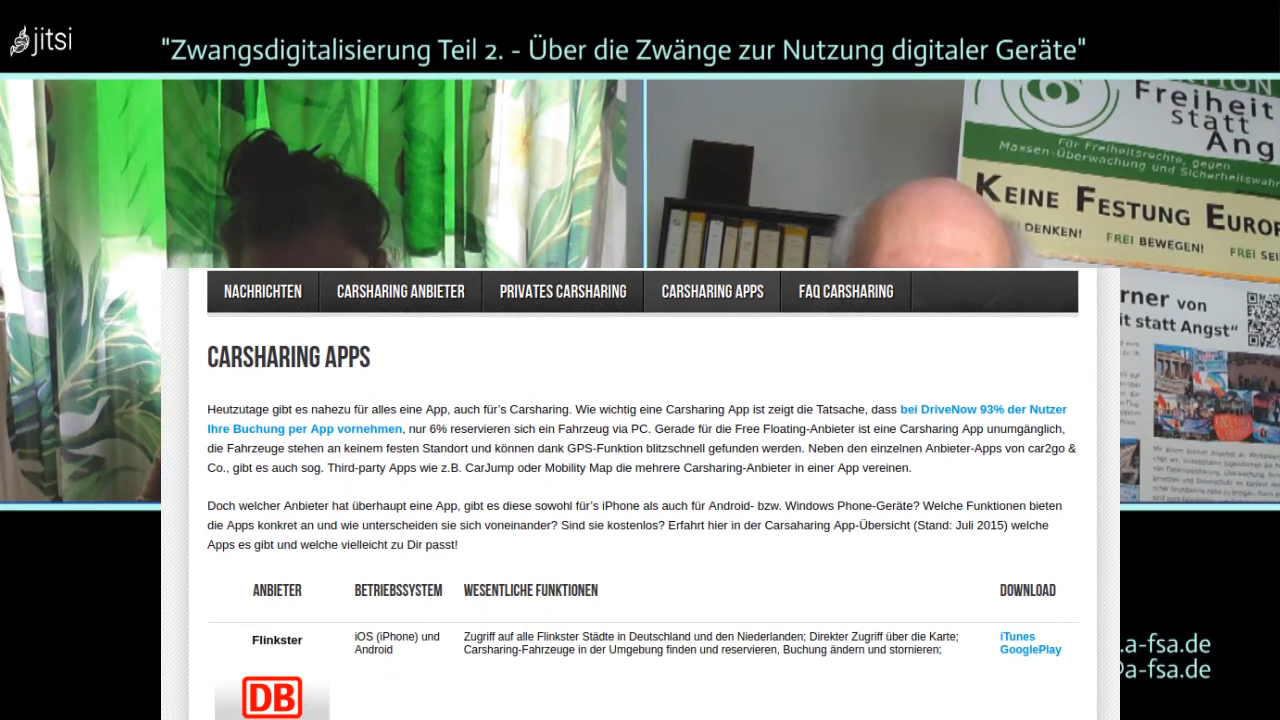 jitsi
"Zwangsdigitalisierung Teil 2. - Über die Zwänge zur Nutzung digitaler Geräte"
Freiheit
statt
Ang
Für Freiheitsrechte, gegen
Massen-Überwachung und Sicherheitswahn
KEINE FESTUNG EUROP
DENKEN!
FREI BEWEGEN!
FREI SEI
rner von
it statt Angst“
NACHRICHTEN
CARSHARING ANBIETER
PRIVATES CARSHARING
CARSHARING APPS
FAQ CARSHARING
CARSHARING APPS
Heutzutage gibt es nahezu für alles eine App, auch für’s Carsharing. Wie wichtig eine Carsharing App ist zeigt die Tatsache, dass bei DriveNow 93% der Nutzer
Ihre Buchung per App vornehmen, nur 6% reservieren sich ein Fahrzeug via PC. Gerade für die Free Floating-Anbieter ist eine Carsharing App unumgänglich,
die Fahrzeuge stehen an keinem festen Standort und können dank GPS-Funktion blitzschnell gefunden werden. Neben den einzelnen Anbieter-Apps von car2go &
Co., gibt es auch sog. Third-party Apps wie z.B. CarJump oder Mobility Map die mehrere Carsharing-Anbieter in einer App vereinen.
Doch welcher Anbieter hat überhaupt eine App, gibt es diese sowohl für’s iPhone als auch für Android- bzw. Windows Phone-Geräte? Welche Funktionen bieten
die Apps konkret an und wie unterscheiden sie sich voneinander? Sind sie kostenlos? Erfahrt hier in der Carsaharing App-Übersicht (Stand: Juli 2015) welche
Apps es gibt und welche vielleicht zu Dir passt!
ANBIETER
BETRIEBSSYSTEM
WESENTLICHE FUNKTIONEN
DOWNLOAD
Flinkster
iOS (iPhone) und
Android
Zugriff auf alle Flinkster Städte in Deutschland und den Niederlanden; Direkter Zugriff über die Karte;
Carsharing-Fahrzeuge in der Umgebung finden und reservieren, Buchung ändern und stornieren;
iTunes
GooglePlay
DB
.a-fsa.de
a-fsa.de